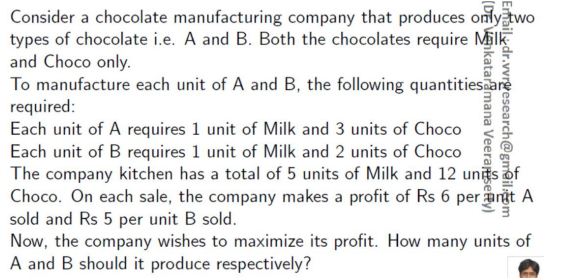 Consider a chocolate manufacturing company that produces only two
types of chocolate i.e. A and B. Both the chocolates require Milk
and Choco only.
To manufacture each unit of A and B, the following quantities are
required:
Each unit of A requires 1 unit of Milk and 3 units of Choco
Each unit of B requires 1 unit of Milk and 2 units of Choco
The company kitchen has a total of 5 units of Milk and 12 units of
Choco. On each sale, the company makes a profit of Rs 6 per unit A
sold and Rs 5 per unit B sold.
Now, the company wishes to maximize its profit. How many units of
A and B should it produce respectively?
Email: dr.vvrresearch@gmail.com
(Dr Venkataramana Veerapsetty)